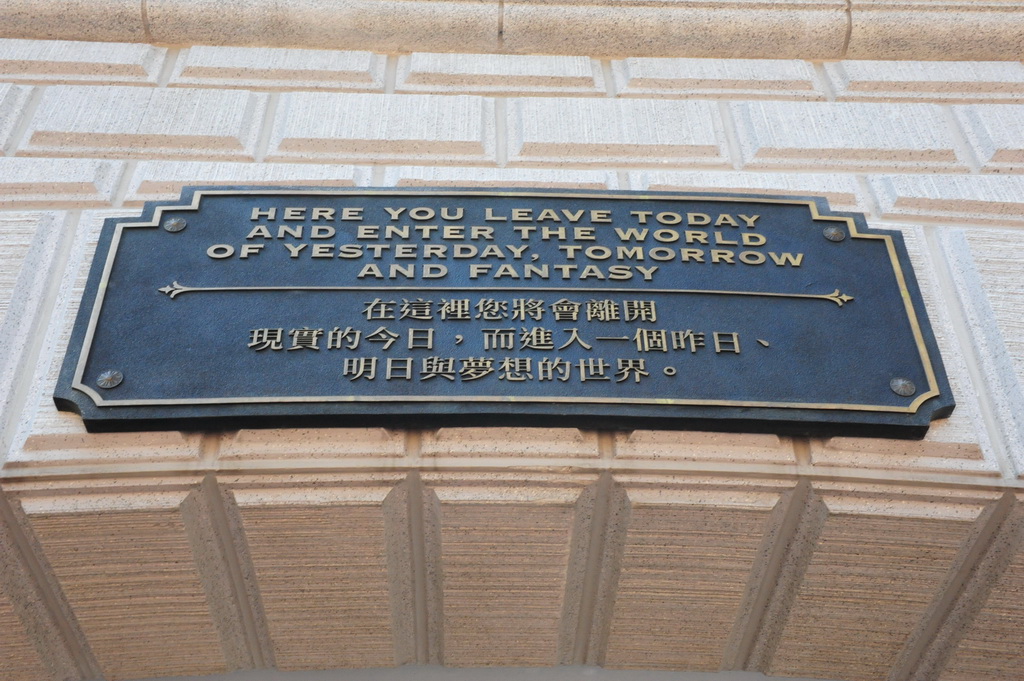 HERE YOU LEAVE TODAY
AND ENTER THE WORLD
OF YESTERDAY, TOMORROW
AND FANTASY
在這裡您將會離開
現實的今日，而進入一個昨日、
明日與夢想的世界。